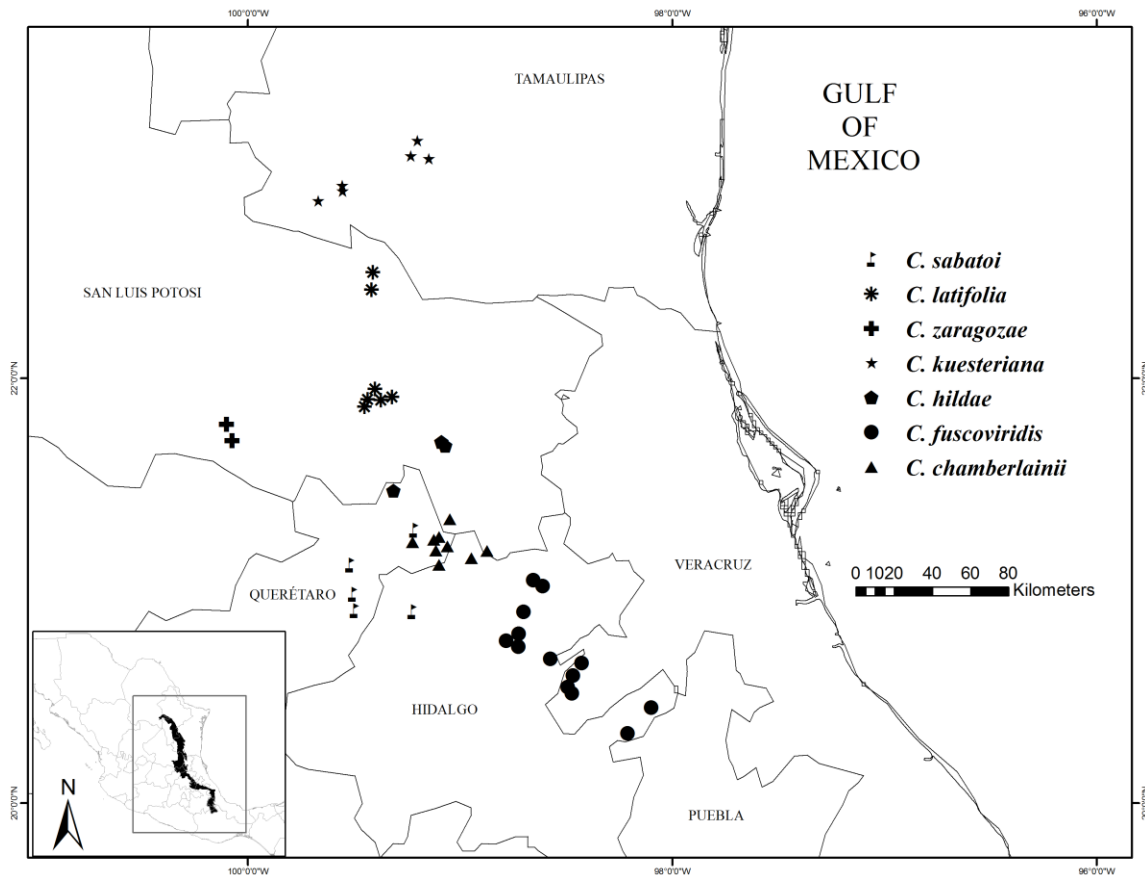 100°0'0"W
98°0'0"W
96°0'0"W
TAMAULIPAS
GULF
OF
MEXICO
SAN LUIS POTOSI
C. sabatoi
C. latifolia
C. zaragozae
C. kuesteriana
C. hildae
C. fuscoviridis
C. chamberlainii
22°0'0"N
VERACRUZ
0 1020 40 60 80
Kilometers
QUERÉTARO
HIDALGO
N
PUEBLA
20°0'0"N
100°0'0"W
98°0'0"W
96°0'0"W